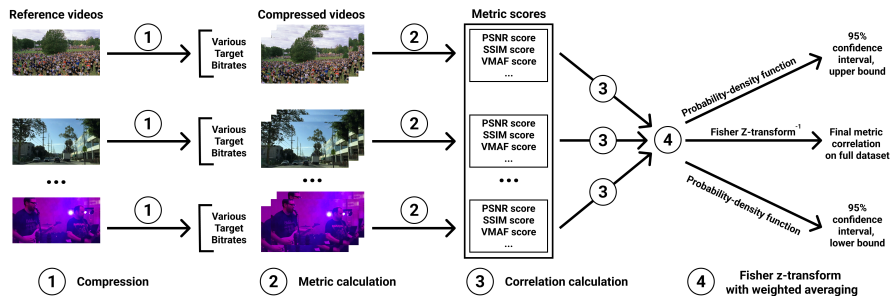 Reference videos
Compressed videos
Metric scores
1
Various
Target
Bitrates
2
PSNR score
SSIM score
VMAF score
...
3
1
Various
Target
Bitrates
2
PSNR score
SSIM score
VMAF score
...
3
...
...
...
1
Various
Target
Bitrates
2
PSNR score
SSIM score
VMAF score
...
3
4
Probability-density function
95%
confidence
interval,
upper bound
Fisher Z-transform⁻¹
Final metric
correlation
on full dataset
Probability-density function
95%
confidence
interval,
lower bound
1 Compression
2 Metric calculation
3 Correlation calculation
4 Fisher z-transform
with weighted averaging